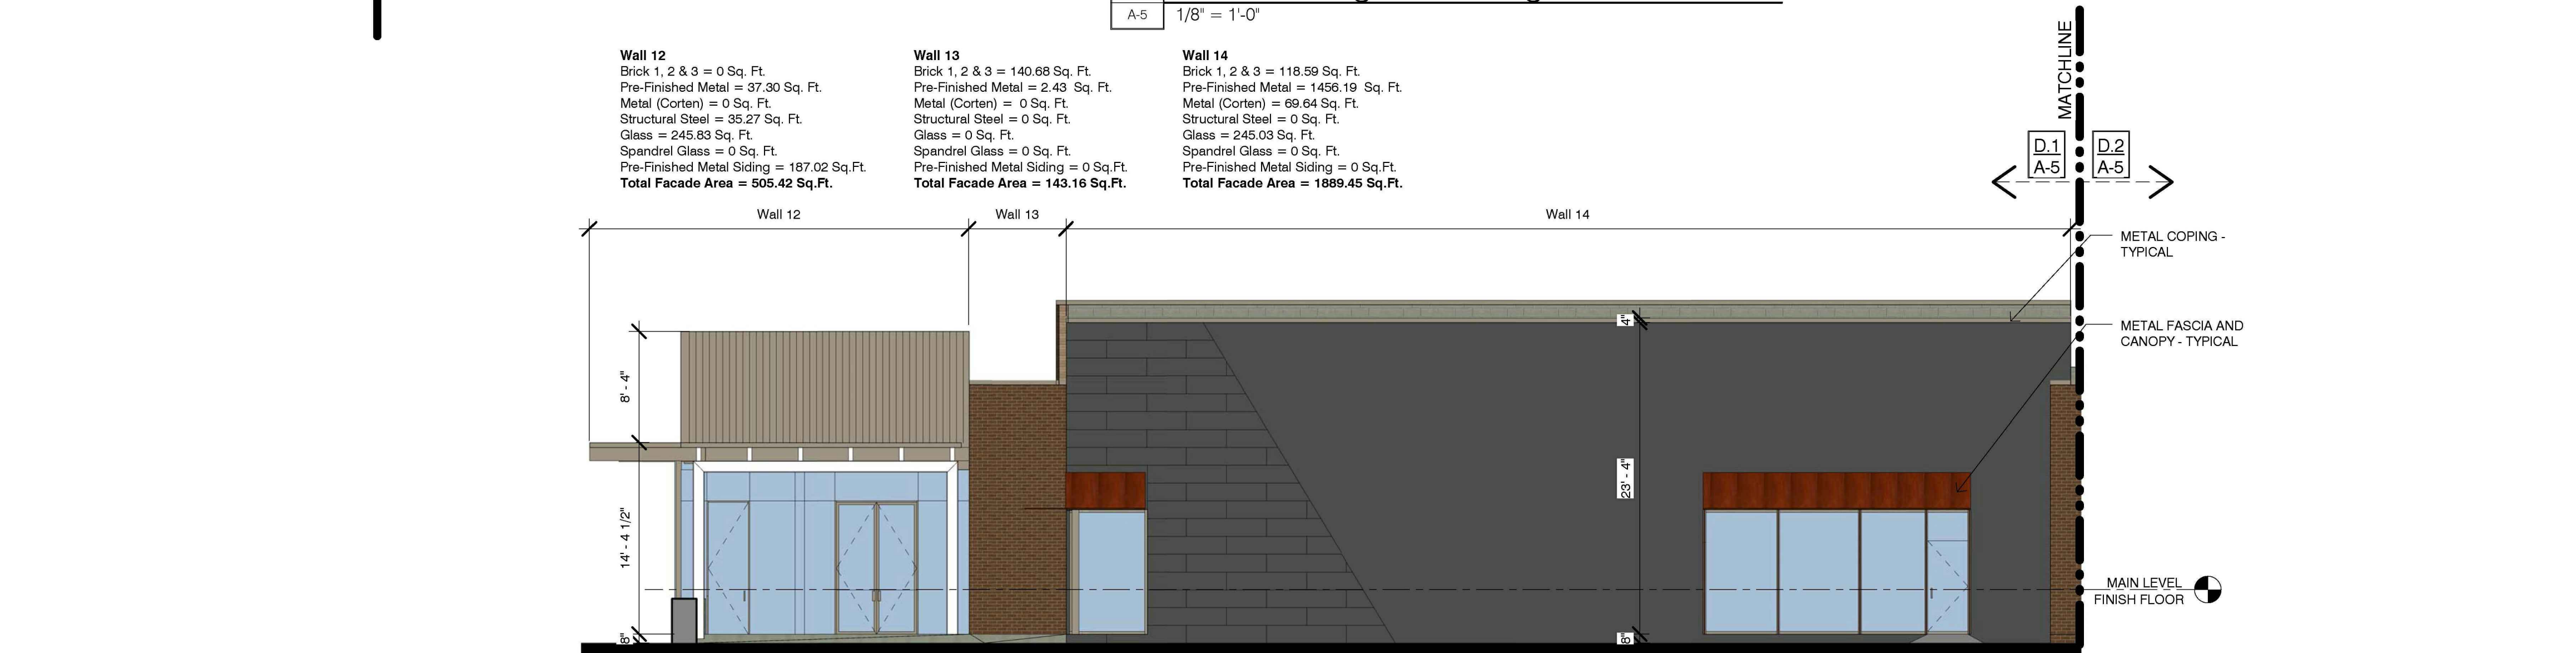 A-5 1/8" = 1'-0"
Wall 12
Brick 1, 2 & 3 = 0 Sq. Ft.
Pre-Finished Metal = 37.30 Sq. Ft.
Metal (Corten) = 0 Sq. Ft.
Structural Steel = 35.27 Sq. Ft.
Glass = 245.83 Sq. Ft.
Spandrel Glass = 0 Sq. Ft.
Pre-Finished Metal Siding = 187.02 Sq.Ft.
Total Facade Area = 505.42 Sq.Ft.
Wall 13
Brick 1, 2 & 3 = 140.68 Sq. Ft.
Pre-Finished Metal = 2.43 Sq. Ft.
Metal (Corten) = 0 Sq. Ft.
Structural Steel = 0 Sq. Ft.
Glass = 0 Sq. Ft.
Spandrel Glass = 0 Sq. Ft.
Pre-Finished Metal Siding = 0 Sq.Ft.
Total Facade Area = 143.16 Sq.Ft.
Wall 14
Brick 1, 2 & 3 = 118.59 Sq. Ft.
Pre-Finished Metal = 1456.19 Sq. Ft.
Metal (Corten) = 69.64 Sq. Ft.
Structural Steel = 0 Sq. Ft.
Glass = 245.03 Sq. Ft.
Spandrel Glass = 0 Sq. Ft.
Pre-Finished Metal Siding = 0 Sq.Ft.
Total Facade Area = 1889.45 Sq.Ft.
MATCHLINE
D.1
A-5
D.2
A-5
Wall 12
Wall 13
Wall 14
METAL COPING -
TYPICAL
METAL FASCIA AND
CANOPY - TYPICAL
8' - 4"
14' - 4 1/2"
8"
4"
23' - 4"
8"
MAIN LEVEL
FINISH FLOOR